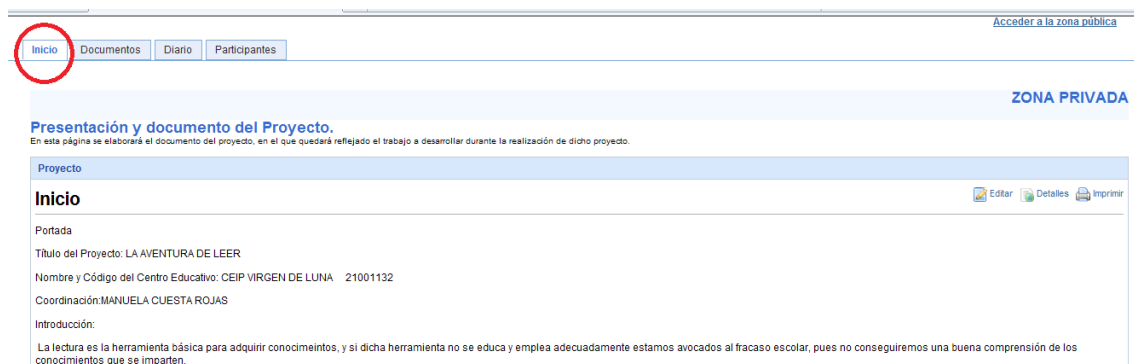 Acceder a la zona pública
Inicio Documentos Diario Participantes
ZONA PRIVADA
Presentación y documento del Proyecto.
En esta página se elaborará el documento del proyecto, en el que quedará reflejado el trabajo a desarrollar durante la realización de dicho proyecto.
Proyecto
Inicio
Editar Detalles Imprimir
Portada
Título del Proyecto: LA AVENTURA DE LEER
Nombre y Código del Centro Educativo: CEIP VIRGEN DE LUNA 21001132
Coordinación:MANUELA CUESTA ROJAS
Introducción:
La lectura es la herramienta básica para adquirir conocimeintos, y si dicha herramienta no se educa y emplea adecuadamente estamos avocados al fracaso escolar, pues no conseguiremos una buena comprensión de los
conocimientos que se imparten.